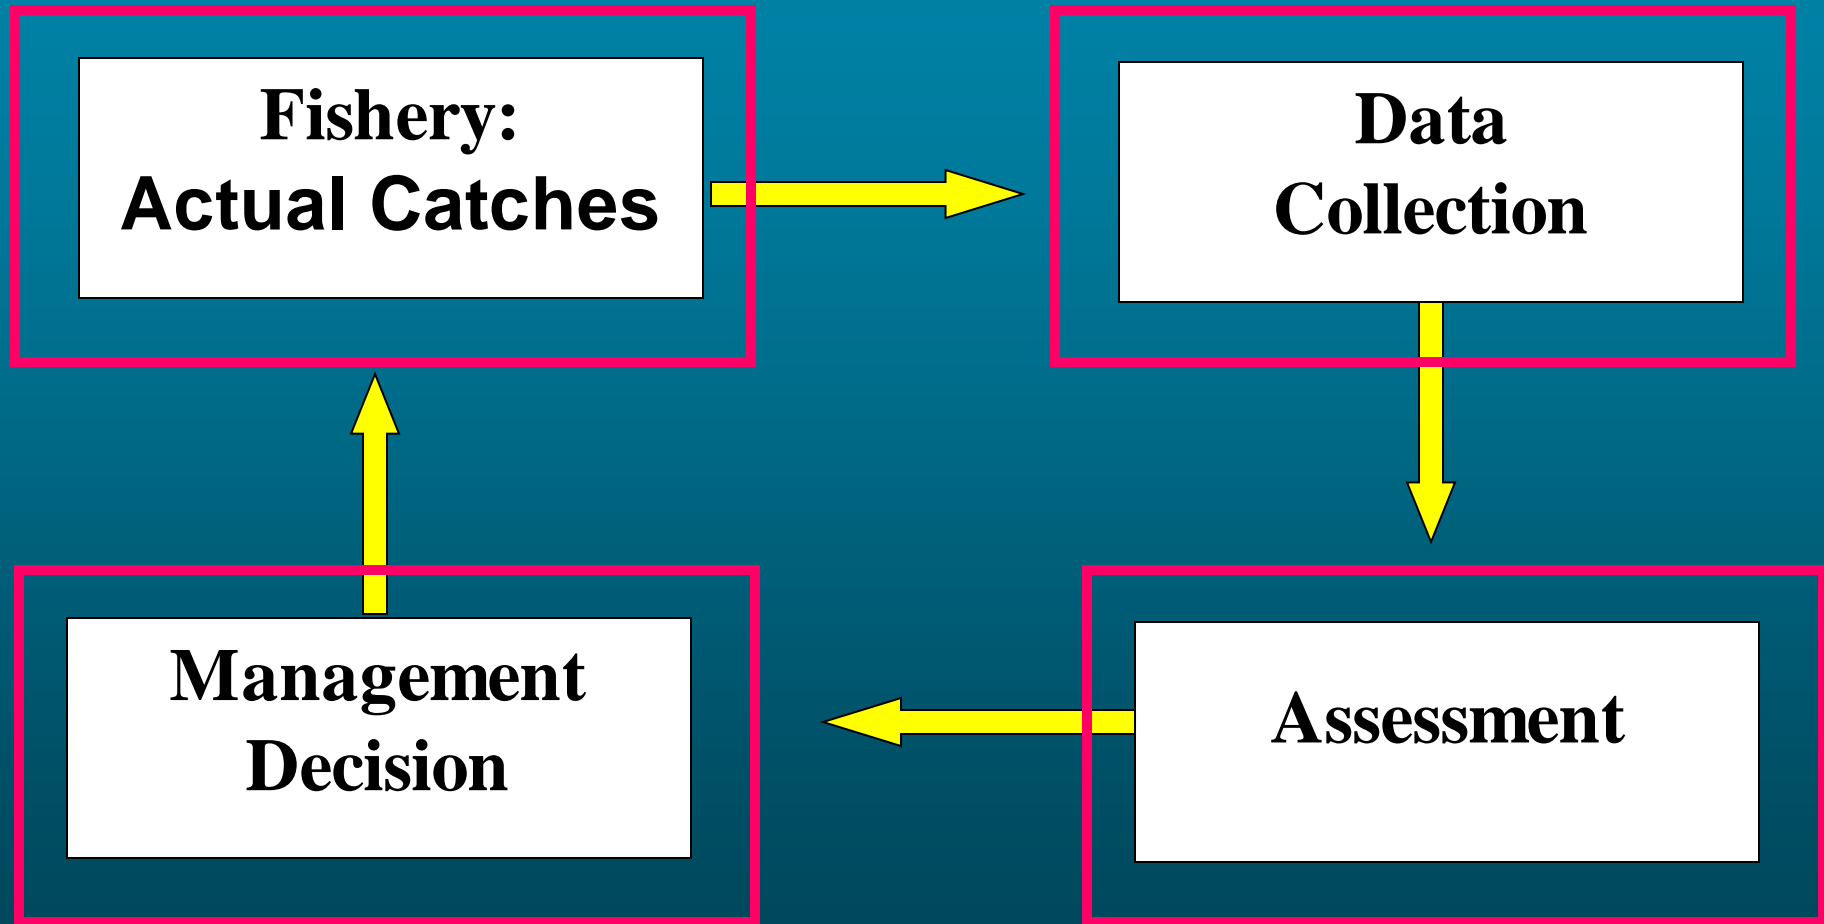 Fishery:
Actual Catches
Data
Collection
Management
Decision
Assessment